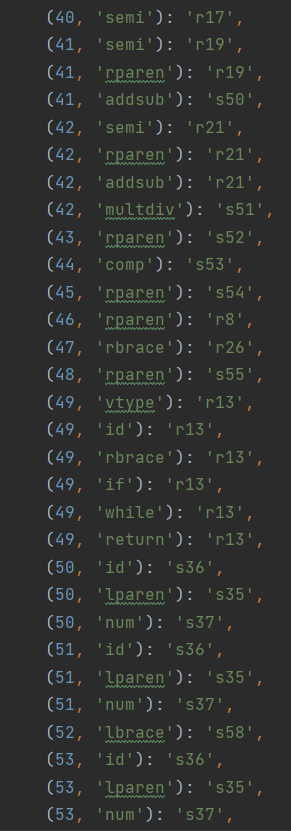 (40, 'semi'): 'r17',
(41, 'semi'): 'r19',
(41, 'rparen'): 'r19',
(41, 'addsub'): 's50',
(42, 'semi'): 'r21',
(42, 'rparen'): 'r21',
(42, 'addsub'): 'r21',
(42, 'multdiv'): 's51',
(43, 'rparen'): 's52',
(44, 'comp'): 's53',
(45, 'rparen'): 's54',
(46, 'rparen'): 'r8',
(47, 'rbrace'): 'r26',
(48, 'rparen'): 's55',
(49, 'vtype'): 'r13',
(49, 'id'): 'r13',
(49, 'rbrace'): 'r13',
(49, 'if'): 'r13',
(49, 'while'): 'r13',
(49, 'return'): 'r13',
(50, 'id'): 's36',
(50, 'lparen'): 's35',
(50, 'num'): 's37',
(51, 'id'): 's36',
(51, 'lparen'): 's35',
(51, 'num'): 's37',
(52, 'lbrace'): 's58',
(53, 'id'): 's36',
(53, 'lparen'): 's35',
(53, 'num'): 's37',